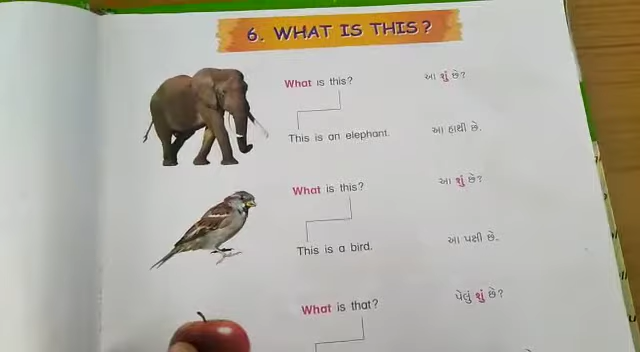 6. WHAT IS THIS?
What is this? આ શું છે?
This is an elephant. આ હાથી છે.
What is this? આ શું છે?
This is a bird. આ પક્ષી છે.
What is that? પેલું શું છે?